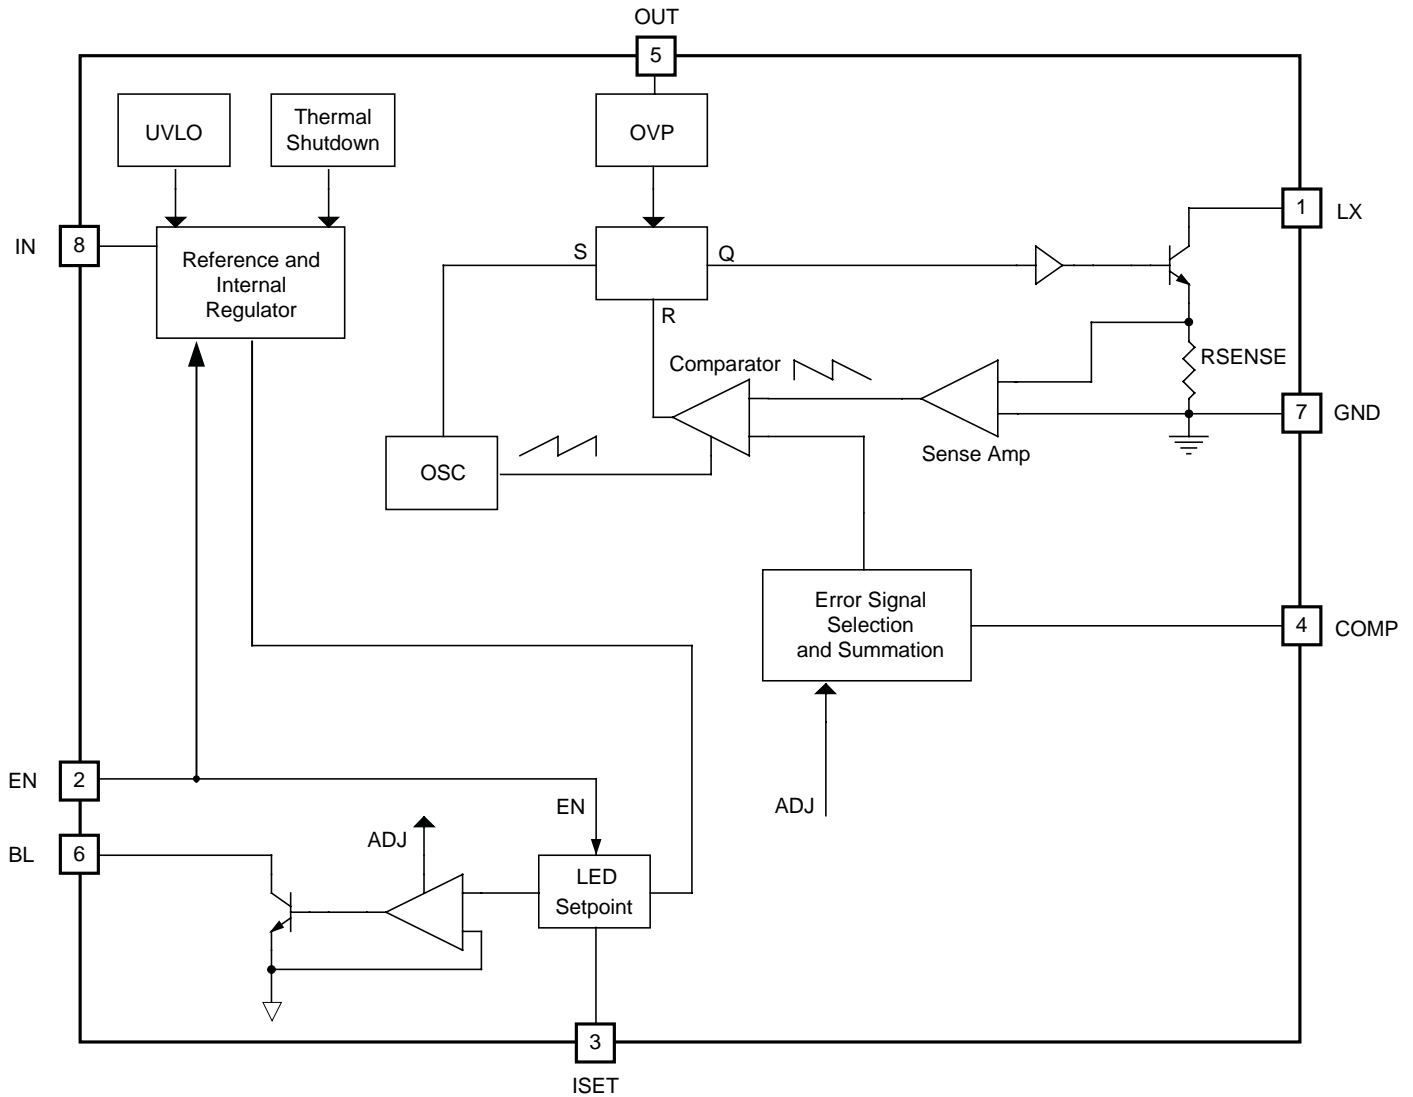 OUT
5
UVLO
Thermal
Shutdown
OVP
1
LX
IN
8
Reference and
Internal
Regulator
S
Q
R
Comparator
RSENSE
7
GND
Sense Amp
OSC
Error Signal
Selection
and Summation
4
COMP
EN
2
EN
ADJ
ADJ
BL
6
LED
Setpoint
3
ISET